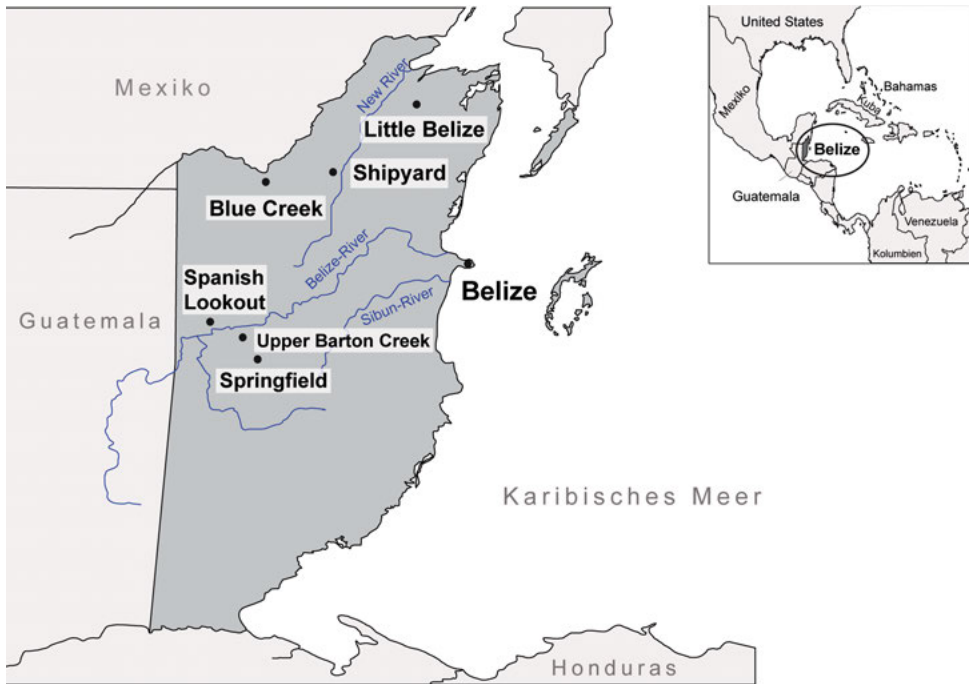 Mexiko
New River
Little Belize
Shipyard
Blue Creek
Belize-River
Spanish
Lookout
Sibun-River
Belize
Guatemala
Upper Barton Creek
Springfield
Karibisches Meer
Honduras
United States
Mexiko
Bahamas
Kuba
Belize
Guatemala
Venezuela
Kolumbien